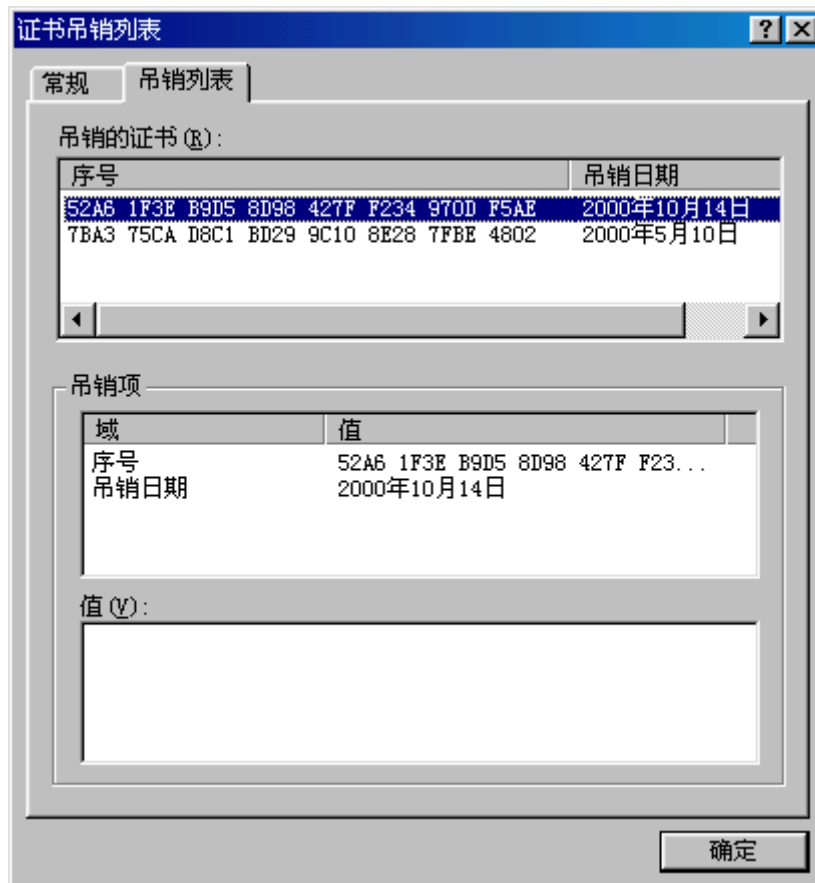 证书吊销列表
常规 吊销列表
吊销的证书(R):
序号 吊销日期
52A6 1F3E B9D5 8D98 427F F234 970D F5AE 2000年10月14日
7BA3 75CA D8C1 BD29 9C10 8E28 7FBE 4802 2000年5月10日
吊销项
域 值
序号 52A6 1F3E B9D5 8D98 427F F23...
吊销日期 2000年10月14日
值(V):
确定